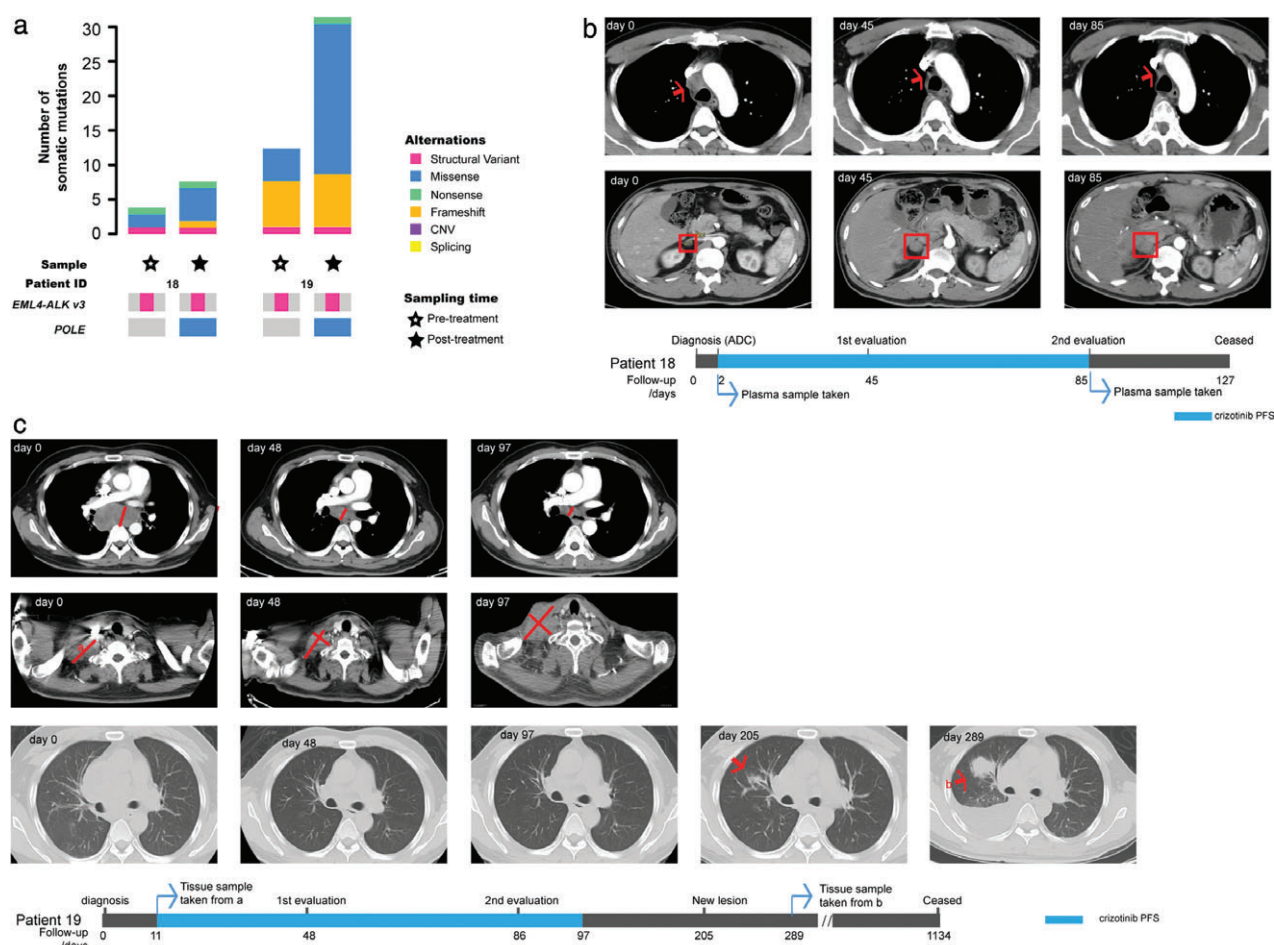 a
Number of
somatic mutations
30
25
20
15
10
5
0
Sample
Patient ID
18
19
EML4-ALK v3
POLE
Alternations
Structural Variant
Missense
Nonsense
Frameshift
CNV
Splicing
Sampling time
Pre-treatment
Post-treatment
b
day 0
day 45
day 85
day 0
day 45
day 85
Diagnosis (ADC)
1st evaluation
2nd evaluation
Ceased
Patient 18
Follow-up
/days
0
2
45
85
127
Plasma sample taken
Plasma sample taken
crizotinib PFS
c
day 0
day 48
day 97
day 0
day 48
day 97
a
day 0
day 48
day 97
day 205
day 289
b
diagnosis
Tissue sample
taken from a
1st evaluation
2nd evaluation
New lesion
Tissue sample
taken from b
Ceased
Patient 19
Follow-up
/days
0
11
48
86
97
205
289
//
1134
crizotinib PFS